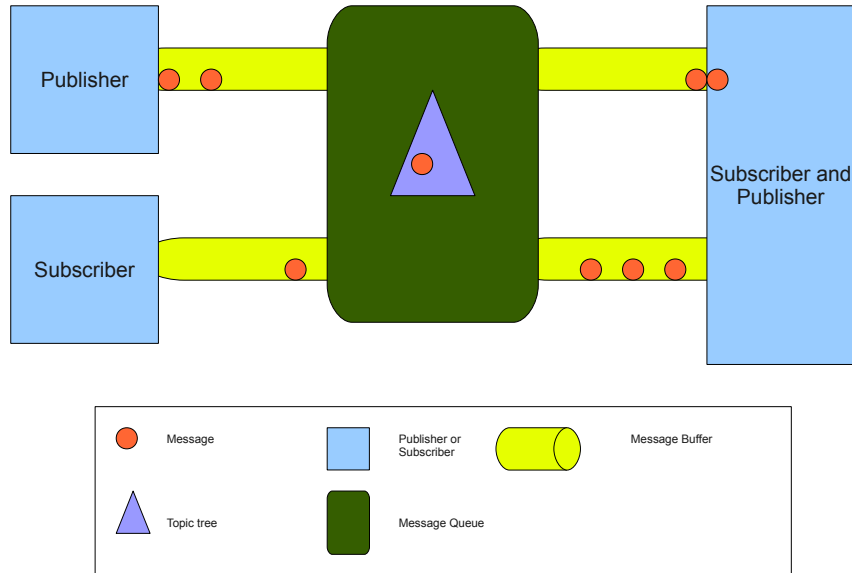 Publisher
Subscriber and
Publisher
Subscriber
Message
Publisher or
Subscriber
Message Buffer
Topic tree
Message Queue